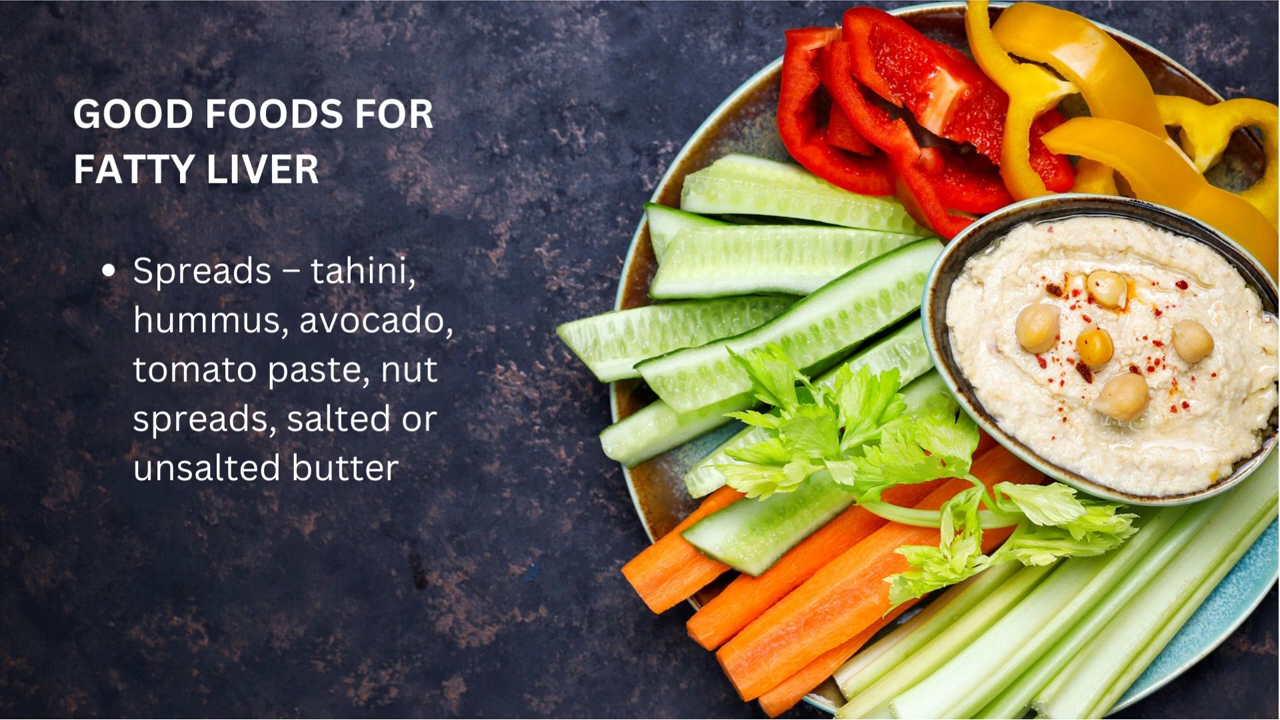 GOOD FOODS FOR
FATTY LIVER
• Spreads – tahini,
hummus, avocado,
tomato paste, nut
spreads, salted or
unsalted butter